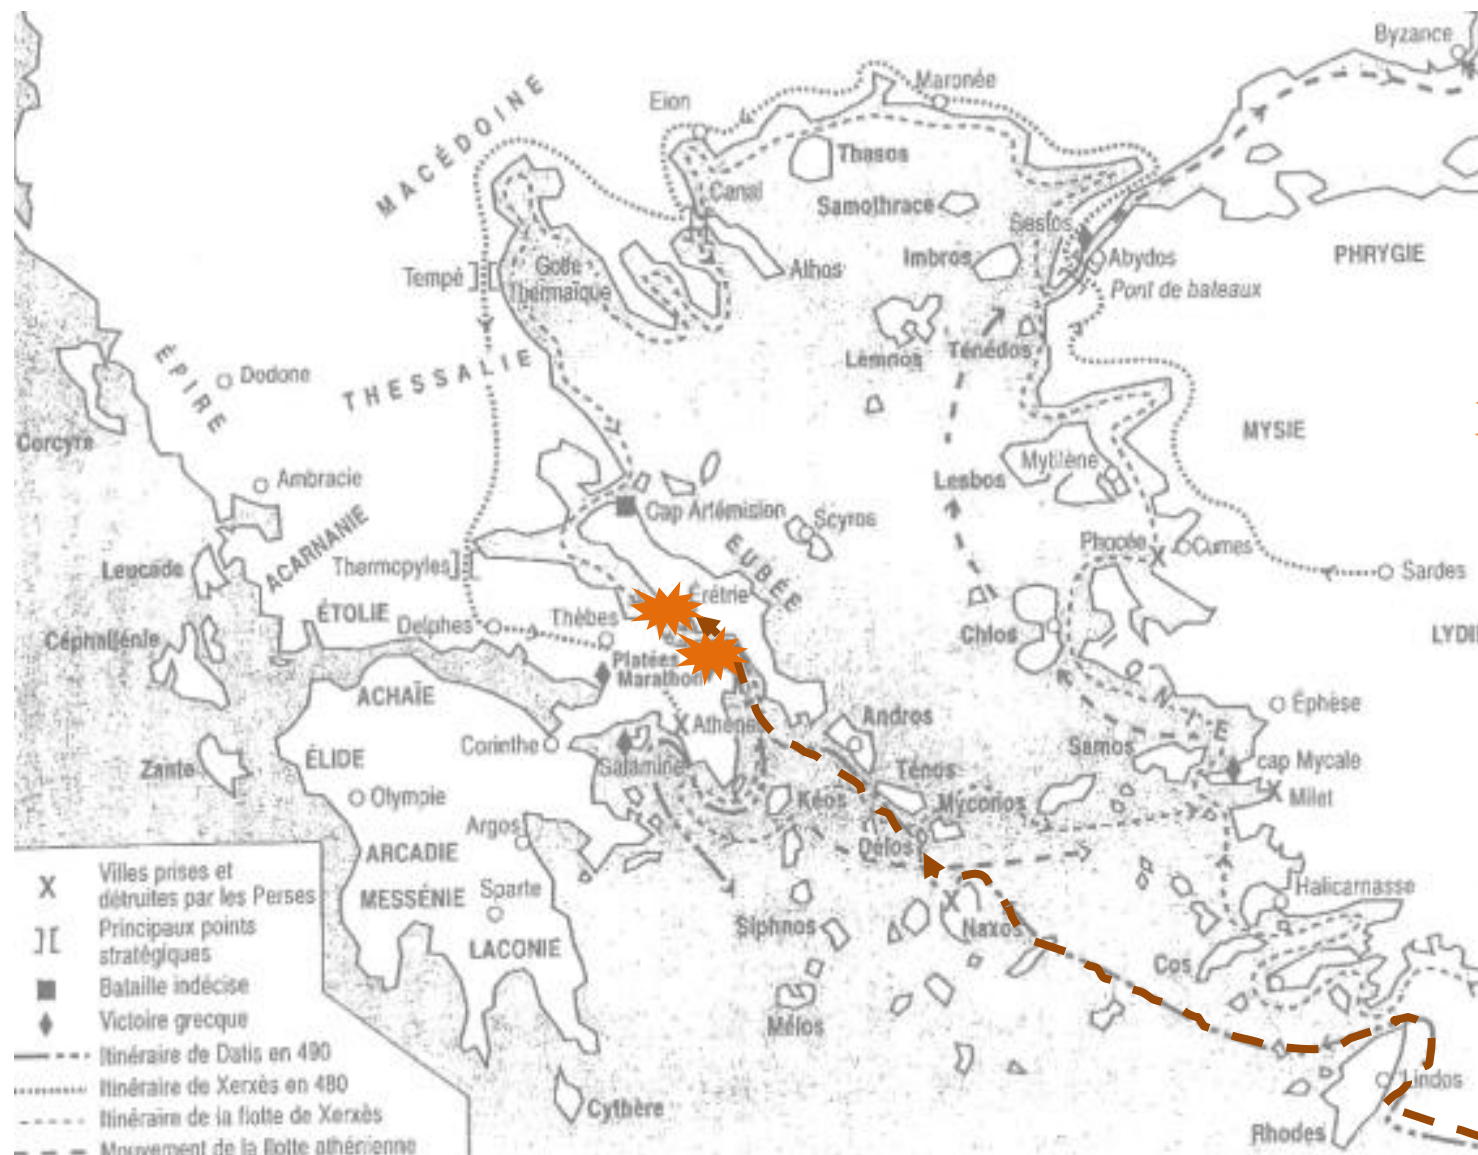 Byzance
Maronée
Eion
MACÉDOINE
Thasos
Canal
Samothrace
Sestos
PHRYGIE
Imbros
Abydos
Athos
Tempé
Golfe
Thermaïque
Pont de bateaux
Lemnos
Ténédos
ÉPIRE
Dodone
THESSALIE
Corcyre
MYSIE
Mytilène
Lesbos
Ambracie
Cap Artémision
Scyros
ACARNANIE
EUBÉE
Phocée
Cumes
Leucade
Thermopyles
Sardes
Érétrie
ÉTOLIE
Delphes
Thèbes
Chios
LYDI
Céphallénie
Platées
Marathon
IONIE
ACHAÏE
Éphèse
Athènes
Andros
Corinthe
Samos
ÉLIDE
Salamine
cap Mycale
Zante
Ténos
Milet
Olympie
Kéos
Myconos
Argos
Délos
ARCADIE
Halicarnasse
MESSÉNIE
Sparte
Siphnos
Naxos
LACONIE
Cos
Mélos
Lindos
Cythère
Rhodes
X Villes prises et
détruites par les Perses
][ Principaux points
stratégiques
Bataille indécise
Victoire grecque
Itinéraire de Datis en 490
Itinéraire de Xerxès en 480
Itinéraire de la flotte de Xerxès
Mouvement de la flotte athénienne